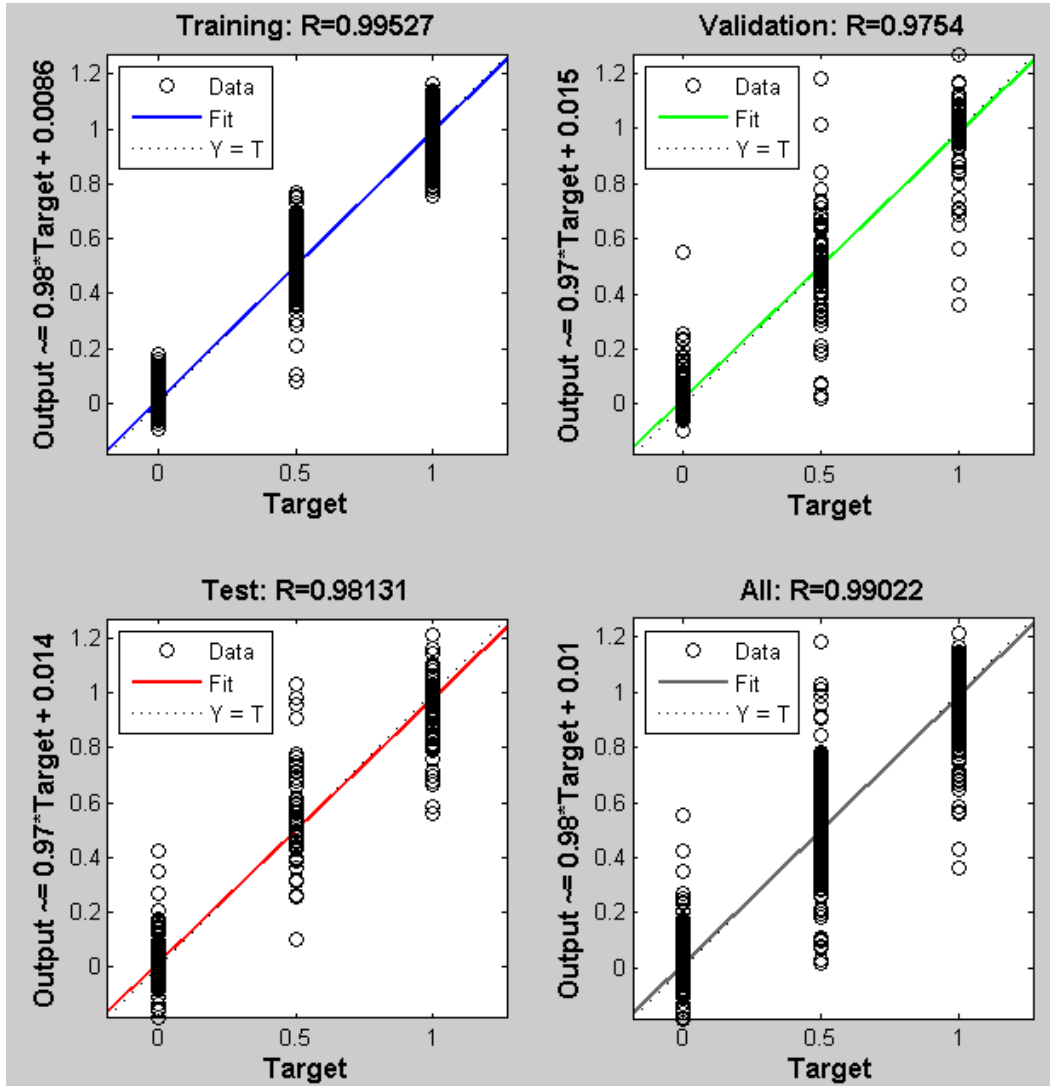 Training: R=0.99527
Output ~= 0.98*Target + 0.0086
1.2
1
0.8
0.6
0.4
0.2
0
Data
Fit
Y = T
0
0.5
1
Target
Validation: R=0.9754
Output ~= 0.97*Target + 0.015
1.2
1
0.8
0.6
0.4
0.2
0
Data
Fit
Y = T
0
0.5
1
Target
Test: R=0.98131
Output ~= 0.97*Target + 0.014
1.2
1
0.8
0.6
0.4
0.2
0
Data
Fit
Y = T
0
0.5
1
Target
All: R=0.99022
Output ~= 0.98*Target + 0.01
1.2
1
0.8
0.6
0.4
0.2
0
Data
Fit
Y = T
0
0.5
1
Target